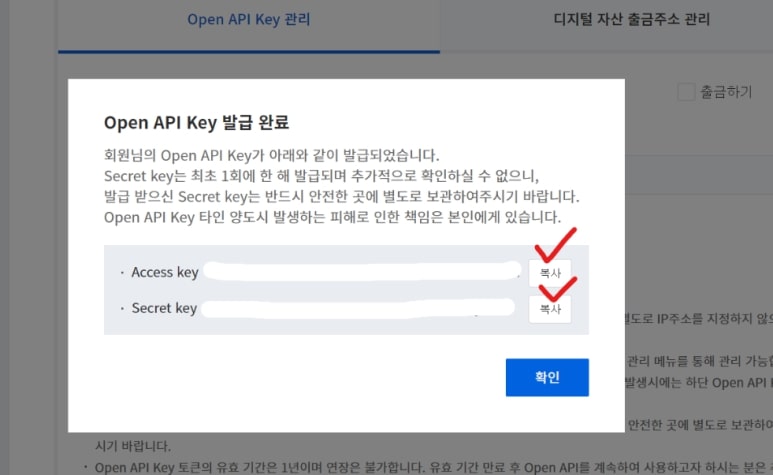 Open API Key 관리
디지털 자산 출금주소 관리
출금하기
Open API Key 발급 완료
회원님의 Open API Key가 아래와 같이 발급되었습니다.
Secret key는 최초 1회에 한 해 발급되며 추가적으로 확인하실 수 없으니,
발급 받으신 Secret key는 반드시 안전한 곳에 별도로 보관하여주시기 바랍니다.
Open API Key 타인 양도시 발생하는 피해로 인한 책임은 본인에게 있습니다.
· Access key 복사
· Secret key 복사
별도로 IP주소를 지정하지 않으
확인
관리 메뉴를 통해 관리 가능
발생시에는 하단 Open API
안전한 곳에 별도로 보관하여
시기 바랍니다.
· Open API Key 토큰의 유효 기간은 1년이며 연장은 불가합니다. 유효 기간 만료 후 Open API를 계속하여 사용하고자 하시는 분은